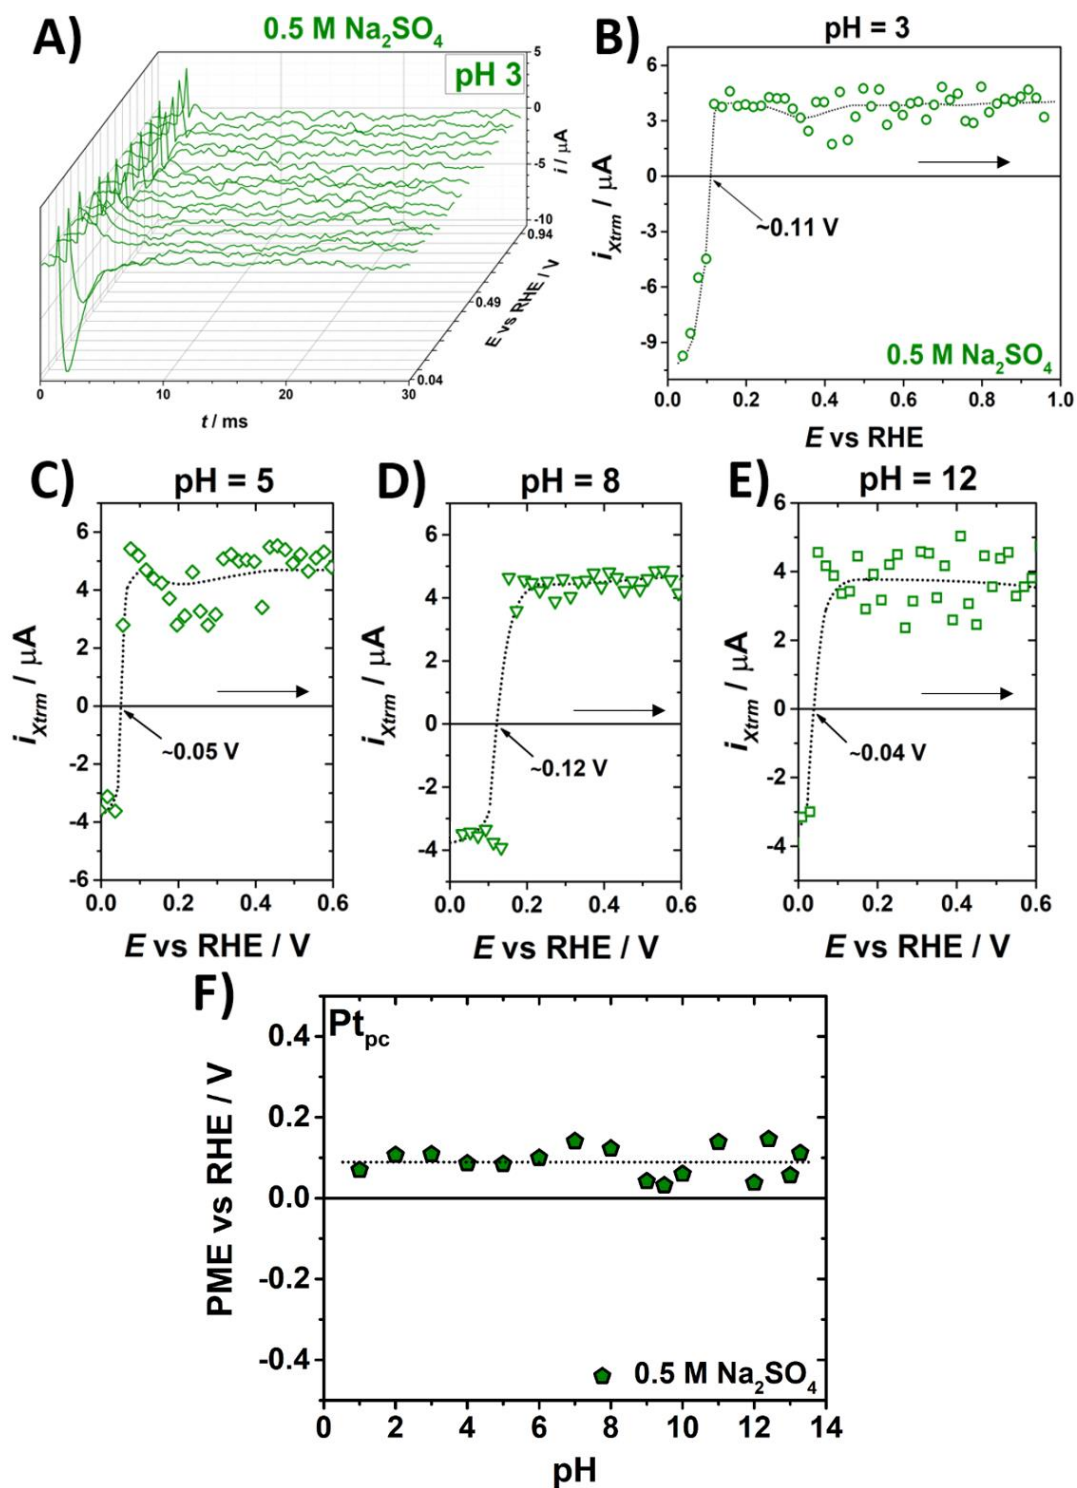 A)
0.5 M Na₂SO₄
pH 3
5
0
-5
-10
i / µA
0.94
0.49
0.04
E vs RHE / V
0 10 20 30
t / ms
B)
pH = 3
6
3
0
-3
-6
-9
i_Xtrm / µA
~0.11 V
0.5 M Na₂SO₄
0.0 0.2 0.4 0.6 0.8 1.0
E vs RHE
C)
pH = 5
6
4
2
0
-2
-4
-6
i_Xtrm / µA
~0.05 V
0.0 0.2 0.4 0.6
E vs RHE / V
D)
pH = 8
6
4
2
0
-2
-4
i_Xtrm / µA
~0.12 V
0.0 0.2 0.4 0.6
E vs RHE / V
E)
pH = 12
6
4
2
0
-2
-4
i_Xtrm / µA
~0.04 V
0.0 0.2 0.4 0.6
E vs RHE / V
F)
Pt_pc
0.4
0.2
0.0
-0.2
-0.4
PME vs RHE / V
0.5 M Na₂SO₄
0 2 4 6 8 10 12 14
pH